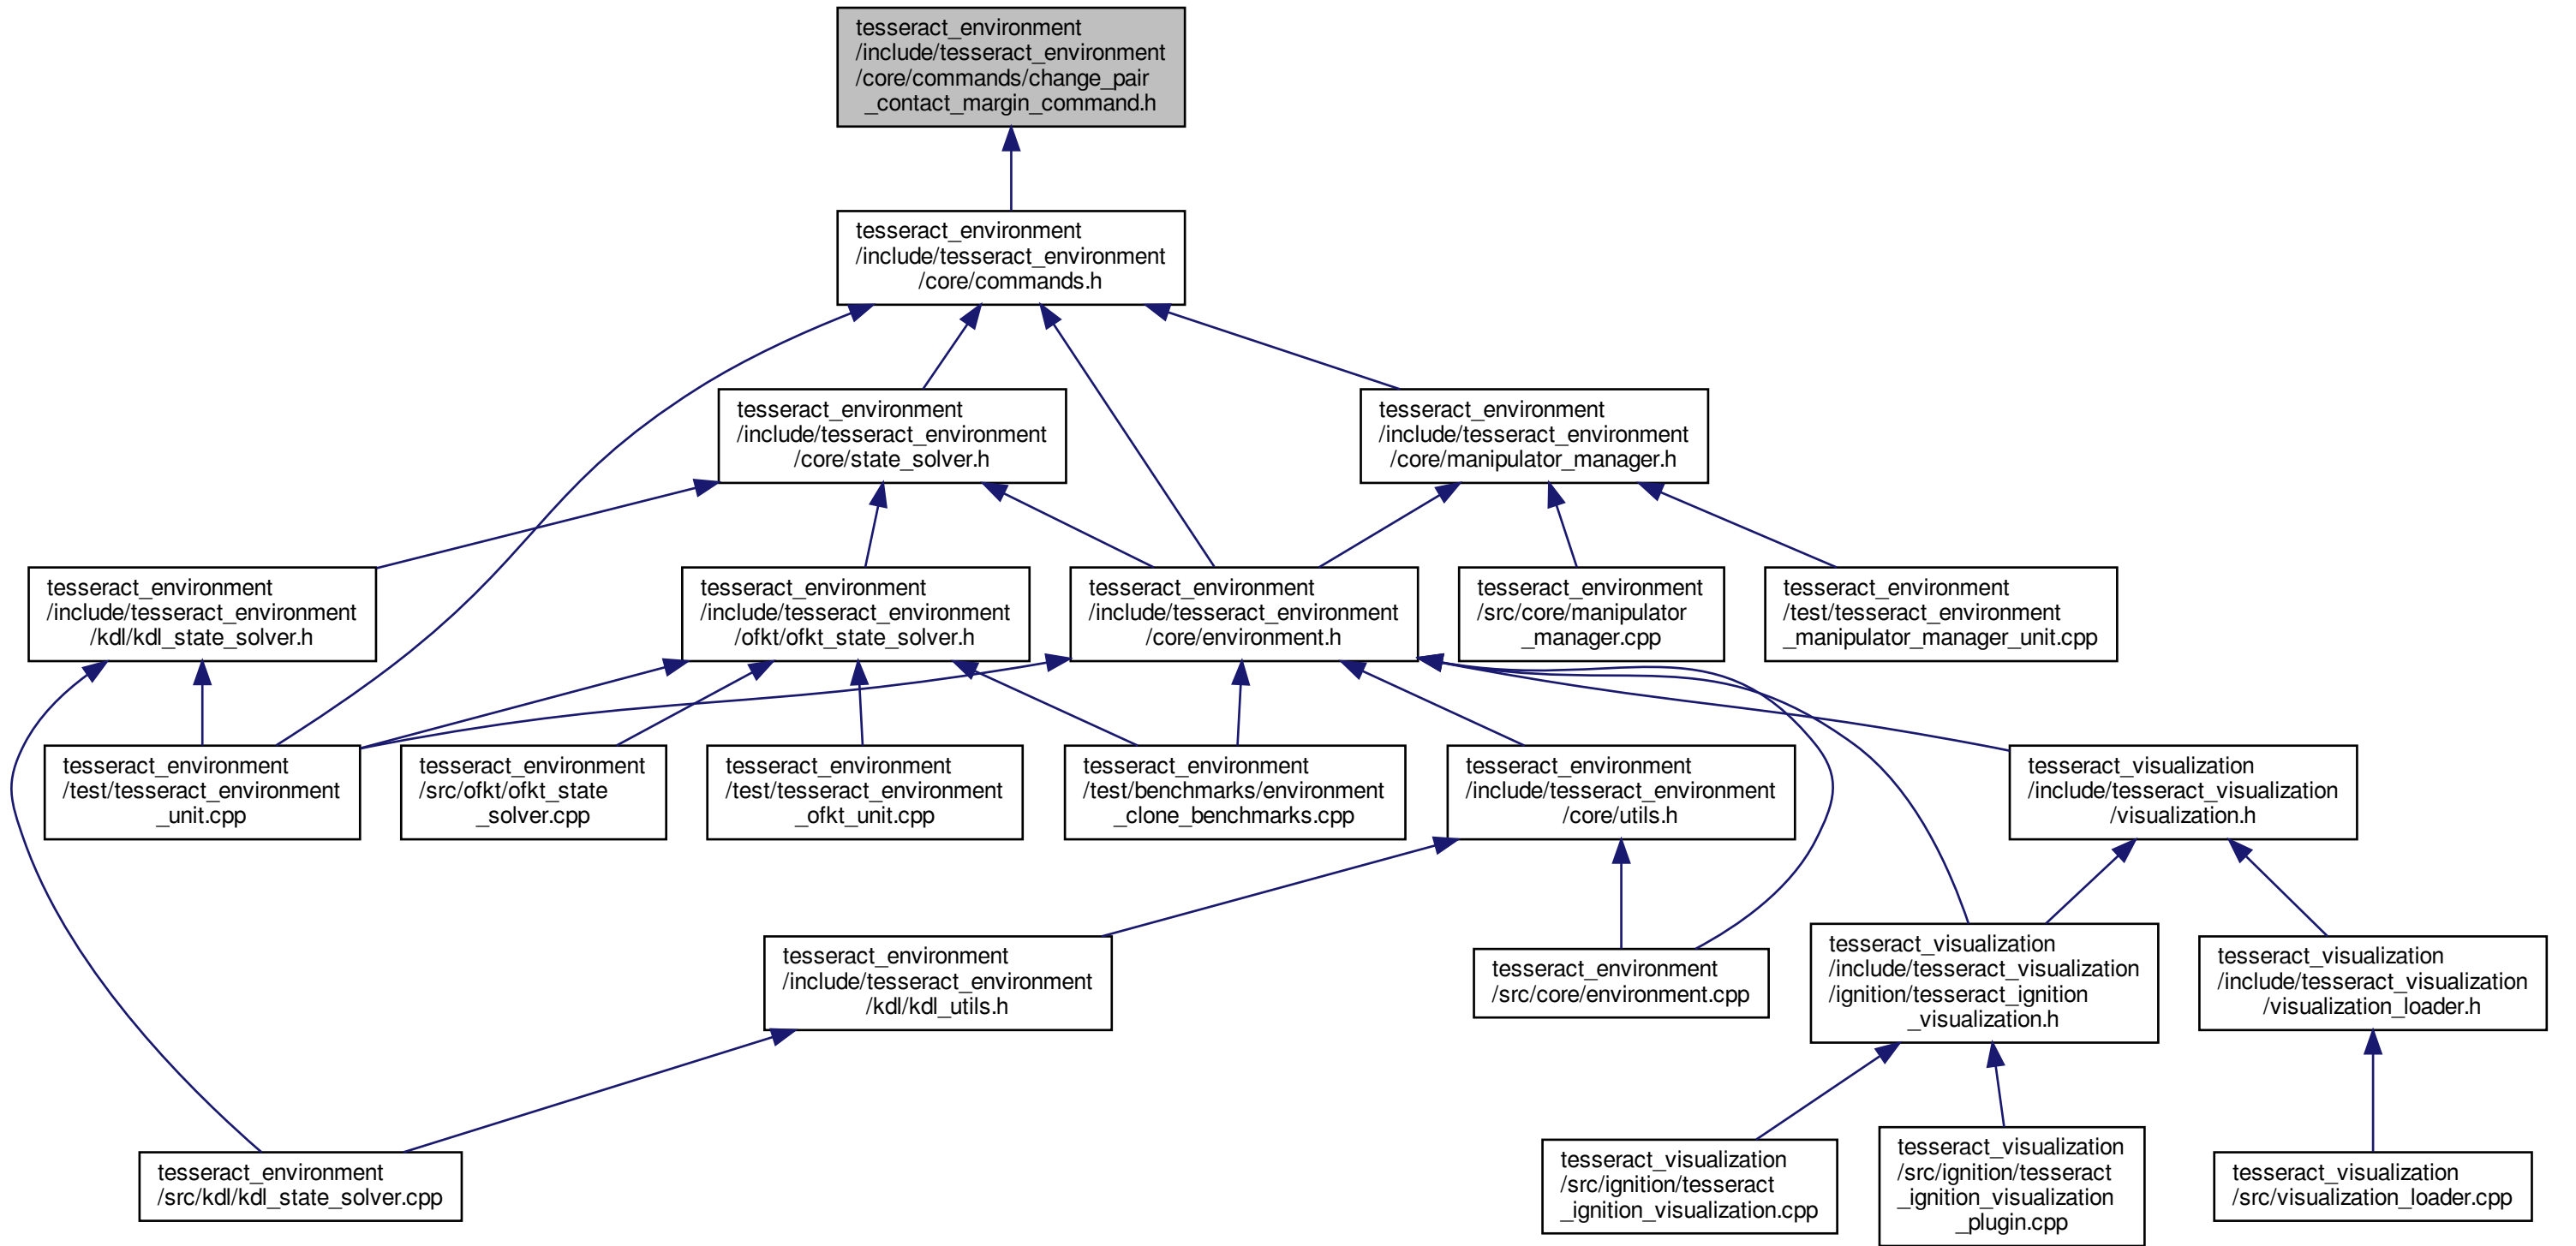 tesseract_environment
/include/tesseract_environment
/core/commands/change_pair
_contact_margin_command.h
tesseract_environment
/include/tesseract_environment
/core/commands.h
tesseract_environment
/include/tesseract_environment
/core/state_solver.h
tesseract_environment
/include/tesseract_environment
/core/manipulator_manager.h
tesseract_environment
/include/tesseract_environment
/kdl/kdl_state_solver.h
tesseract_environment
/include/tesseract_environment
/ofkt/ofkt_state_solver.h
tesseract_environment
/include/tesseract_environment
/core/environment.h
tesseract_environment
/src/core/manipulator
_manager.cpp
tesseract_environment
/test/tesseract_environment
_manipulator_manager_unit.cpp
tesseract_environment
/test/tesseract_environment
_unit.cpp
tesseract_environment
/src/ofkt/ofkt_state
_solver.cpp
tesseract_environment
/test/tesseract_environment
_ofkt_unit.cpp
tesseract_environment
/test/benchmarks/environment
_clone_benchmarks.cpp
tesseract_environment
/include/tesseract_environment
/core/utils.h
tesseract_visualization
/include/tesseract_visualization
/visualization.h
tesseract_environment
/include/tesseract_environment
/kdl/kdl_utils.h
tesseract_environment
/src/core/environment.cpp
tesseract_visualization
/include/tesseract_visualization
/ignition/tesseract_ignition
_visualization.h
tesseract_visualization
/include/tesseract_visualization
/visualization_loader.h
tesseract_environment
/src/kdl/kdl_state_solver.cpp
tesseract_visualization
/src/ignition/tesseract
_ignition_visualization.cpp
tesseract_visualization
/src/ignition/tesseract
_ignition_visualization
_plugin.cpp
tesseract_visualization
/src/visualization_loader.cpp